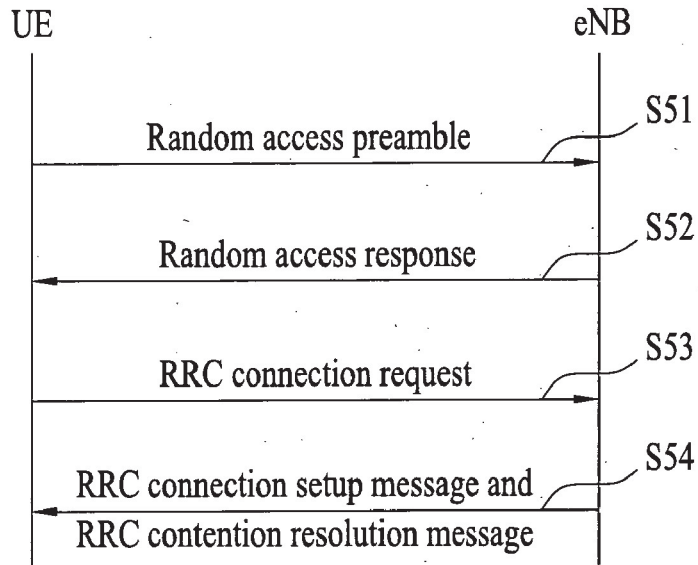 UE
eNB
S51
Random access preamble
S52
Random access response
S53
RRC connection request
S54
RRC connection setup message and
RRC contention resolution message